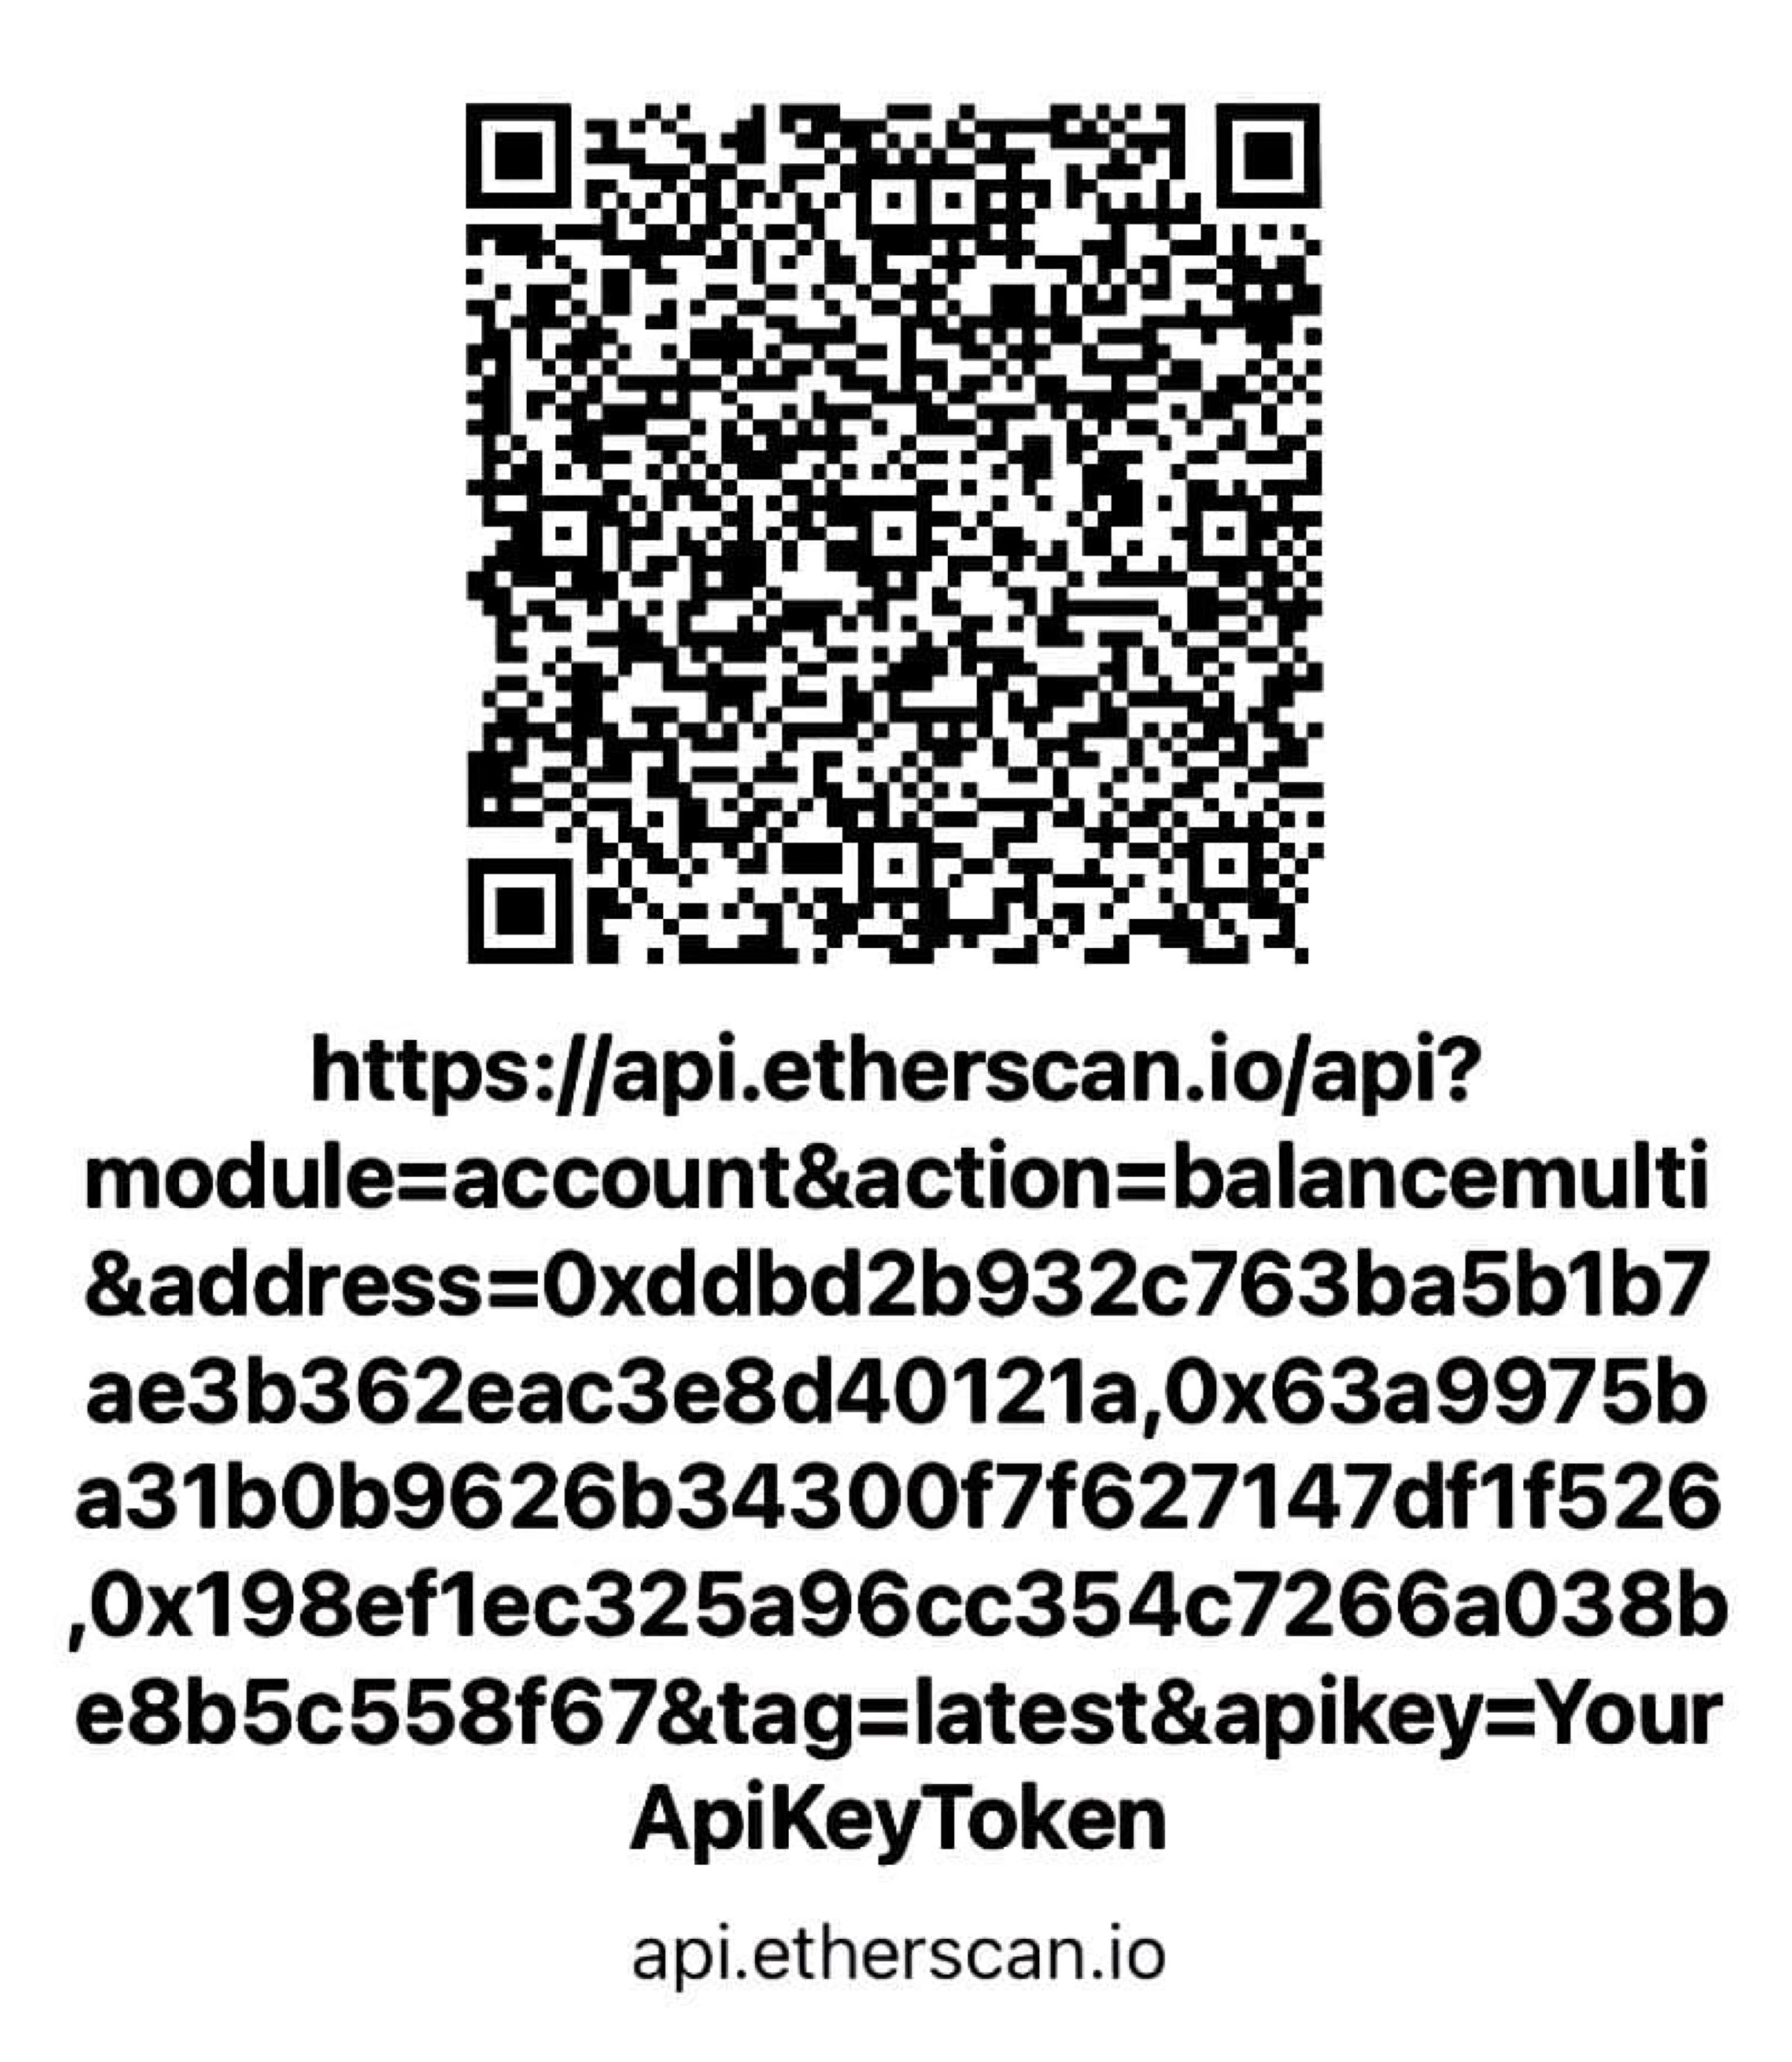 https://api.etherscan.io/api?
module=account&action=balancemulti
&address=0xddbd2b932c763ba5b1b7
ae3b362eac3e8d40121a,0x63a9975b
a31b0b9626b34300f7f627147df1f526
,0x198ef1ec325a96cc354c7266a038b
e8b5c558f67&tag=latest&apikey=Your
ApiKeyToken
api.etherscan.io